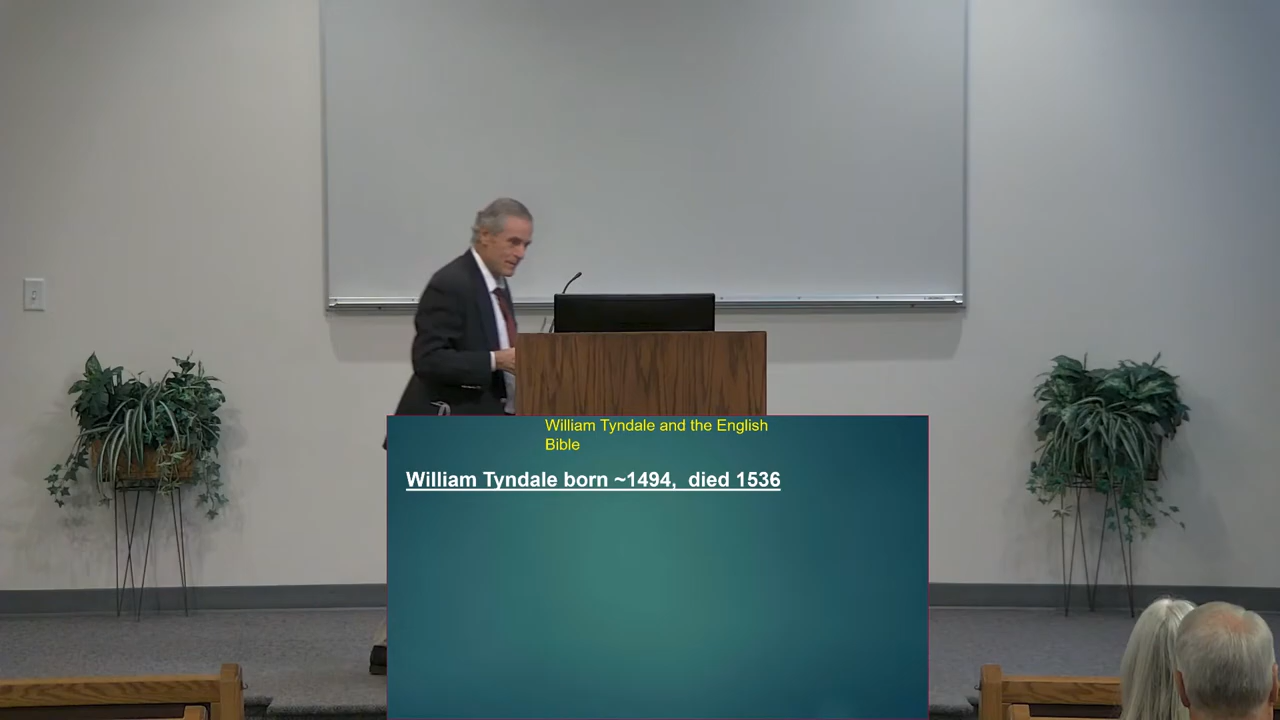 William Tyndale and the English
Bible
William Tyndale born ~1494,  died 1536